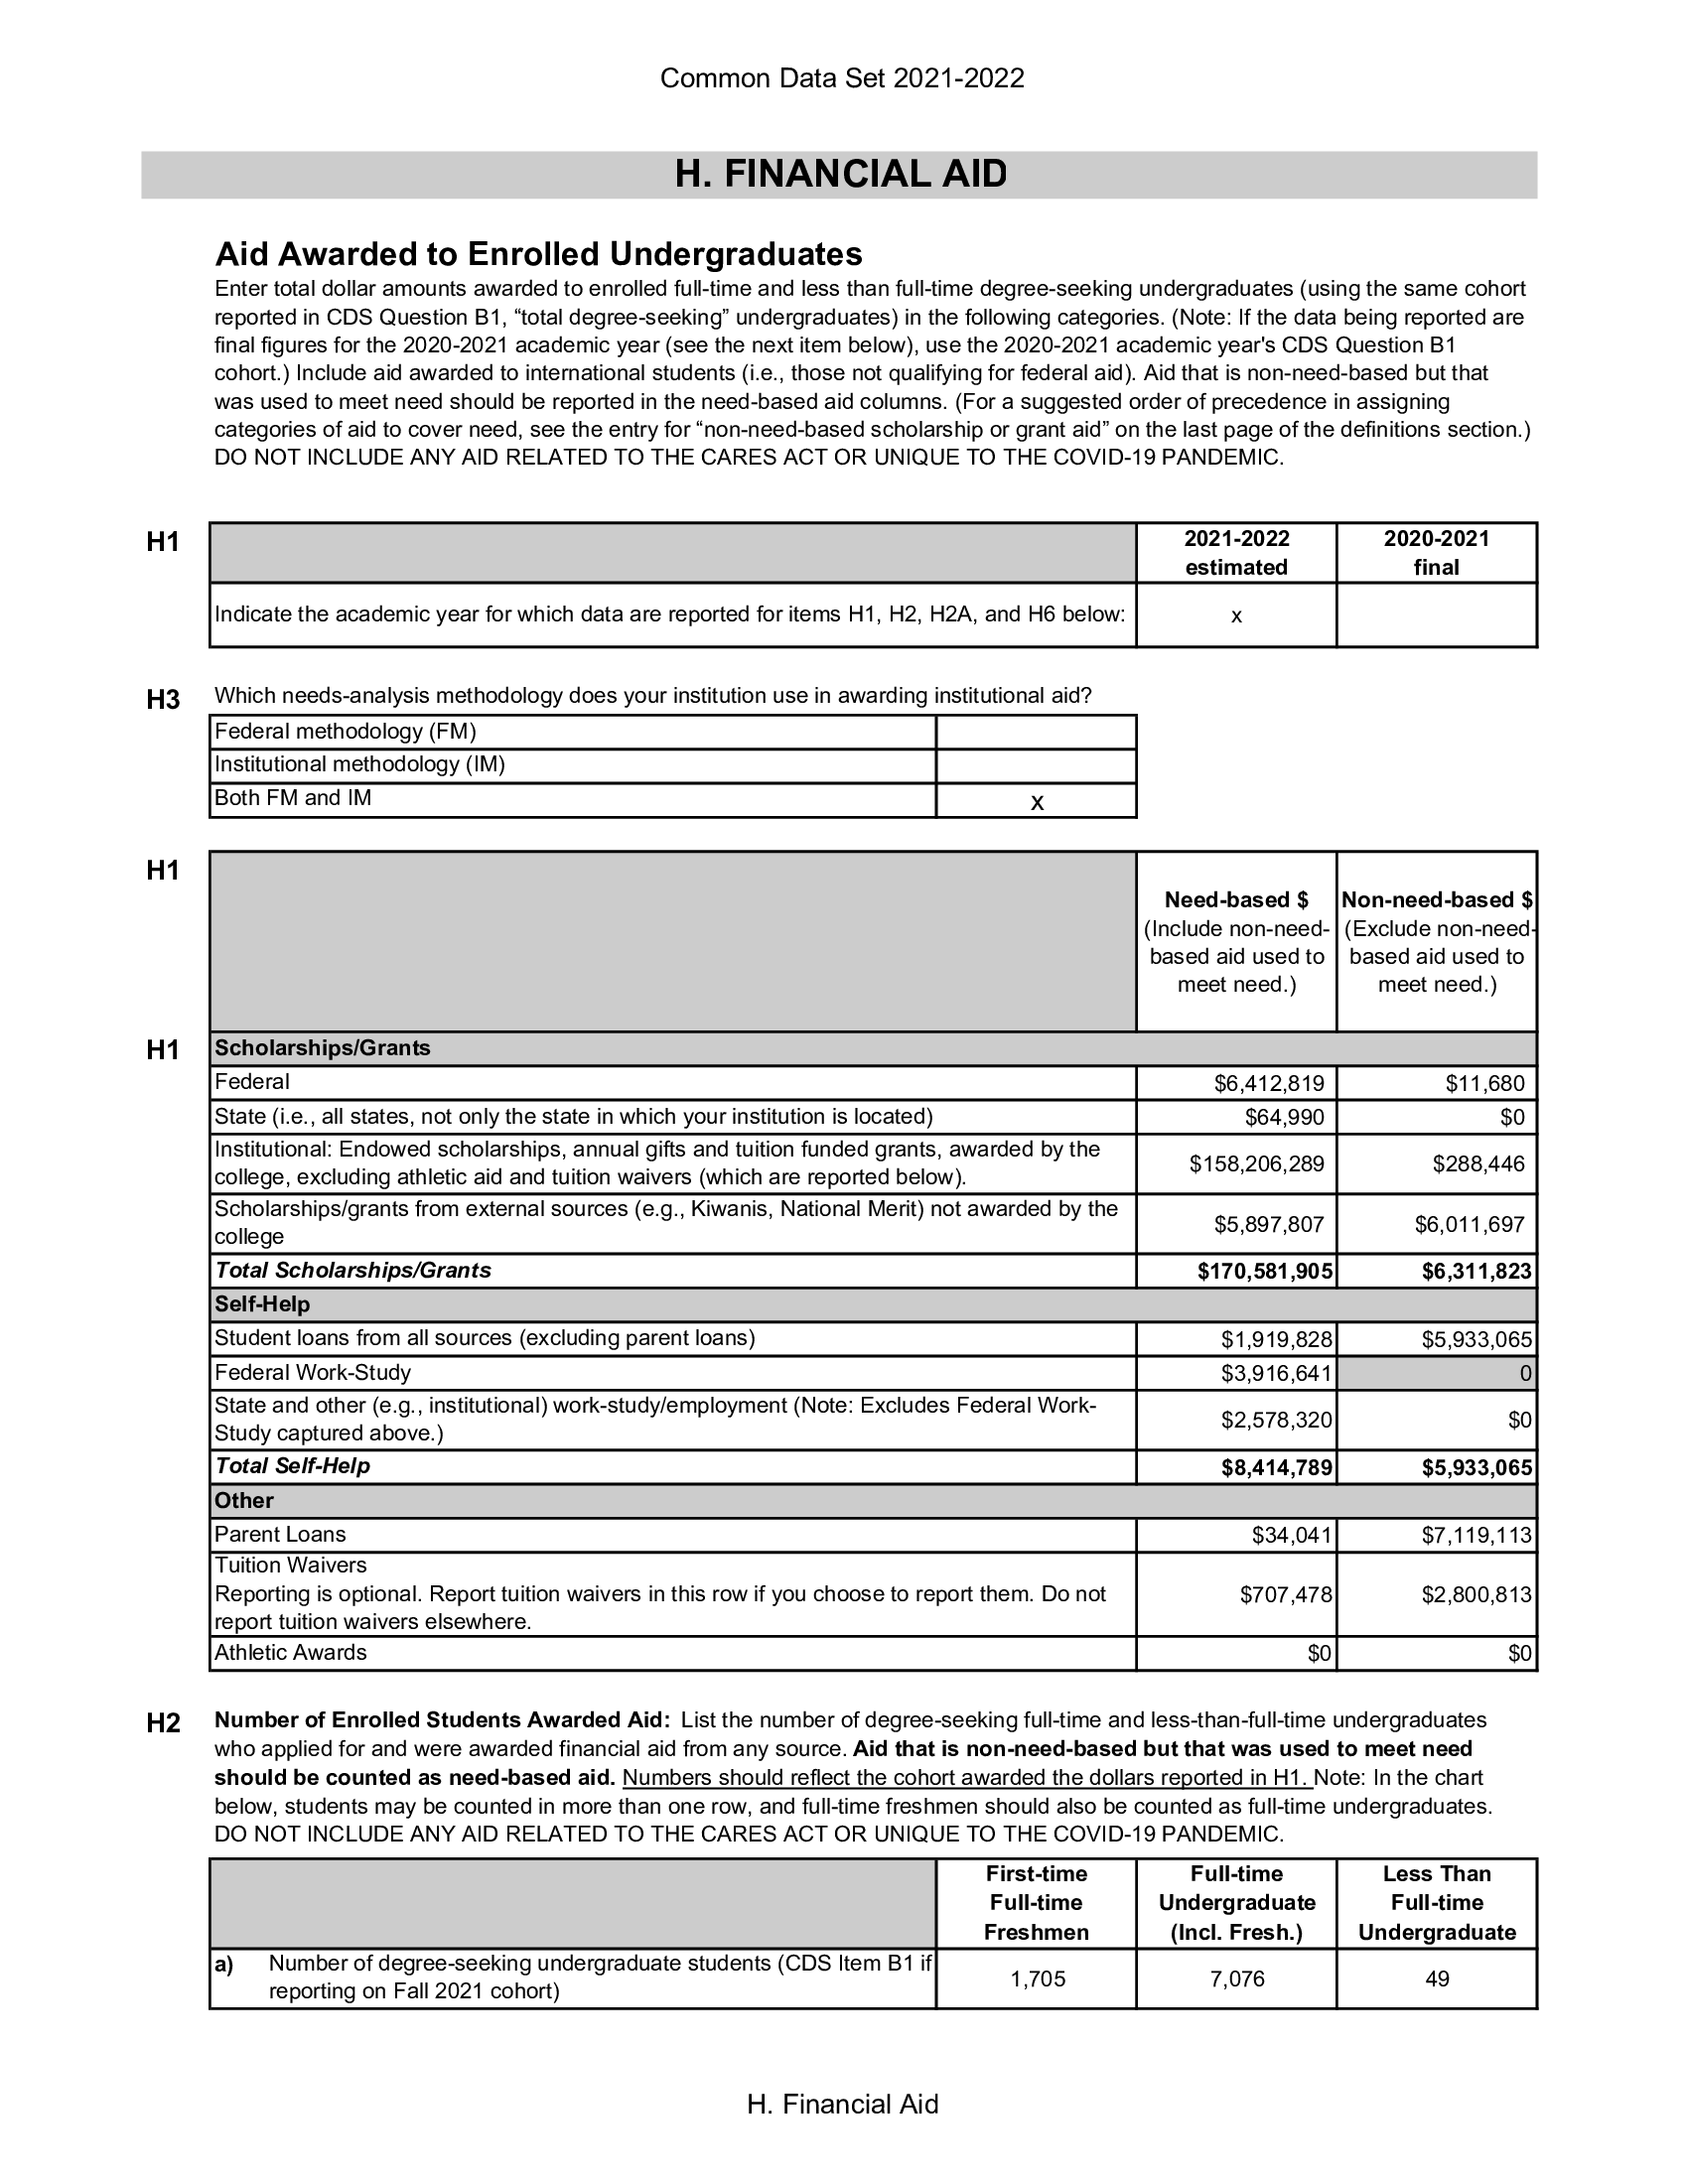 Common Data Set 2021-2022
H. FINANCIAL AID
Aid Awarded to Enrolled Undergraduates
Enter total dollar amounts awarded to enrolled full-time and less than full-time degree-seeking undergraduates (using the same cohort
reported in CDS Question B1, “total degree-seeking” undergraduates) in the following categories. (Note: If the data being reported are
final figures for the 2020-2021 academic year (see the next item below), use the 2020-2021 academic year's CDS Question B1
cohort.) Include aid awarded to international students (i.e., those not qualifying for federal aid). Aid that is non-need-based but that
was used to meet need should be reported in the need-based aid columns. (For a suggested order of precedence in assigning
categories of aid to cover need, see the entry for “non-need-based scholarship or grant aid” on the last page of the definitions section.)
DO NOT INCLUDE ANY AID RELATED TO THE CARES ACT OR UNIQUE TO THE COVID-19 PANDEMIC.
H1
2021-2022
estimated
2020-2021
final
Indicate the academic year for which data are reported for items H1, H2, H2A, and H6 below:
x
H3
Which needs-analysis methodology does your institution use in awarding institutional aid?
Federal methodology (FM)
Institutional methodology (IM)
Both FM and IM
x
H1
Need-based $
(Include non-need-
based aid used to
meet need.)
Non-need-based $
(Exclude non-need-
based aid used to
meet need.)
H1
Scholarships/Grants
Federal
$6,412,819
$11,680
State (i.e., all states, not only the state in which your institution is located)
$64,990
$0
Institutional: Endowed scholarships, annual gifts and tuition funded grants, awarded by the
college, excluding athletic aid and tuition waivers (which are reported below).
$158,206,289
$288,446
Scholarships/grants from external sources (e.g., Kiwanis, National Merit) not awarded by the
college
$5,897,807
$6,011,697
Total Scholarships/Grants
$170,581,905
$6,311,823
Self-Help
Student loans from all sources (excluding parent loans)
$1,919,828
$5,933,065
Federal Work-Study
$3,916,641
0
State and other (e.g., institutional) work-study/employment (Note: Excludes Federal Work-
Study captured above.)
$2,578,320
$0
Total Self-Help
$8,414,789
$5,933,065
Other
Parent Loans
$34,041
$7,119,113
Tuition Waivers
Reporting is optional. Report tuition waivers in this row if you choose to report them. Do not
report tuition waivers elsewhere.
$707,478
$2,800,813
Athletic Awards
$0
$0
H2
Number of Enrolled Students Awarded Aid: List the number of degree-seeking full-time and less-than-full-time undergraduates
who applied for and were awarded financial aid from any source. Aid that is non-need-based but that was used to meet need
should be counted as need-based aid. Numbers should reflect the cohort awarded the dollars reported in H1. Note: In the chart
below, students may be counted in more than one row, and full-time freshmen should also be counted as full-time undergraduates.
DO NOT INCLUDE ANY AID RELATED TO THE CARES ACT OR UNIQUE TO THE COVID-19 PANDEMIC.
First-time
Full-time
Freshmen
Full-time
Undergraduate
(Incl. Fresh.)
Less Than
Full-time
Undergraduate
a)
Number of degree-seeking undergraduate students (CDS Item B1 if
reporting on Fall 2021 cohort)
1,705
7,076
49
H. Financial Aid